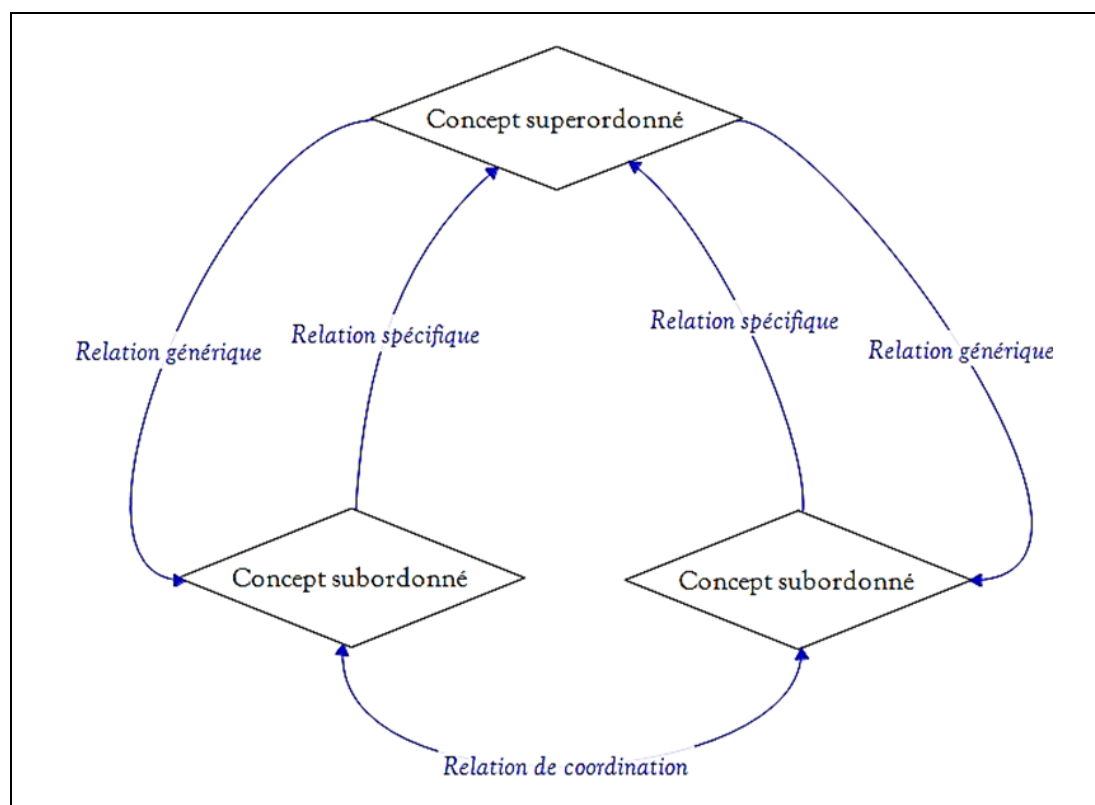 Concept superordonné
Relation spécifique
Relation spécifique
Relation générique
Relation générique
Concept subordonné
Concept subordonné
Relation de coordination